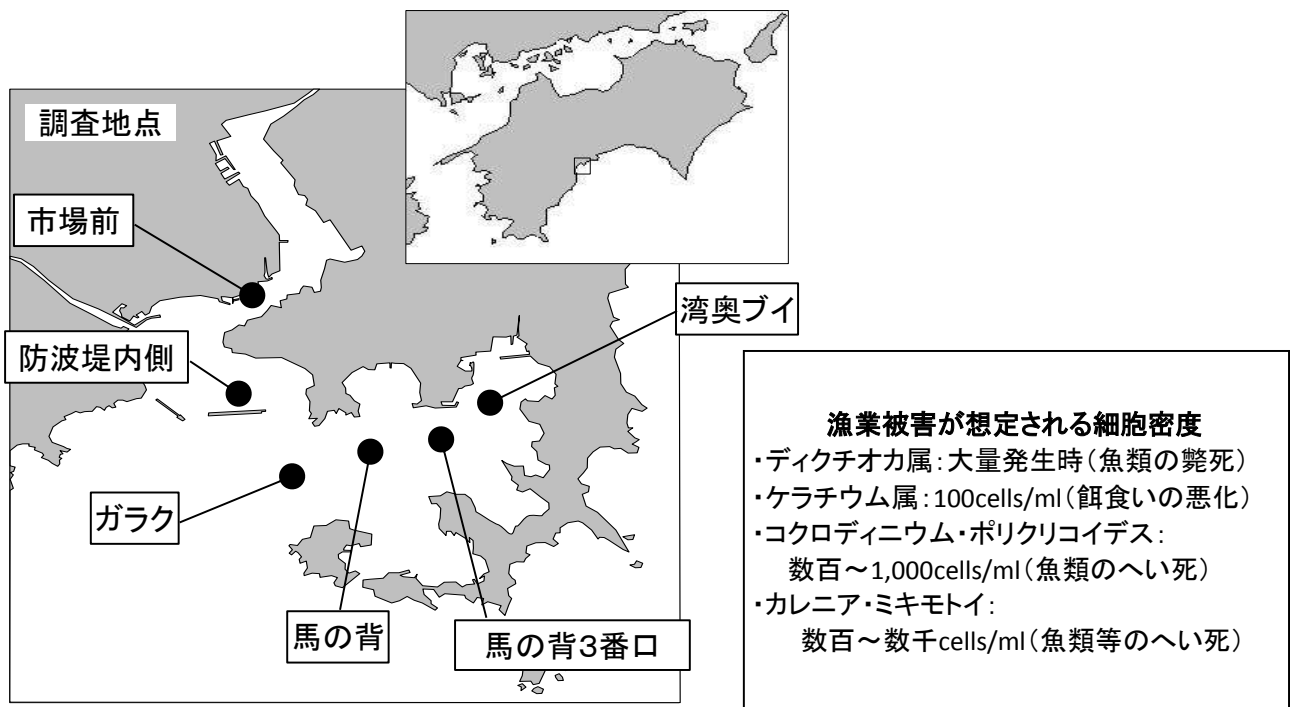 調査地点
市場前
湾奥ブイ
防波堤内側
ガラク
馬の背
馬の背3番口
漁業被害が想定される細胞密度
・ディクチオカ属:大量発生時(魚類の斃死)
・ケラチウム属:100cells/ml(餌食いの悪化)
・コクロディニウム・ポリクリコイデス:
数百~1,000cells/ml(魚類のへい死)
・カレニア・ミキモトイ:
数百~数千cells/ml(魚類等のへい死)